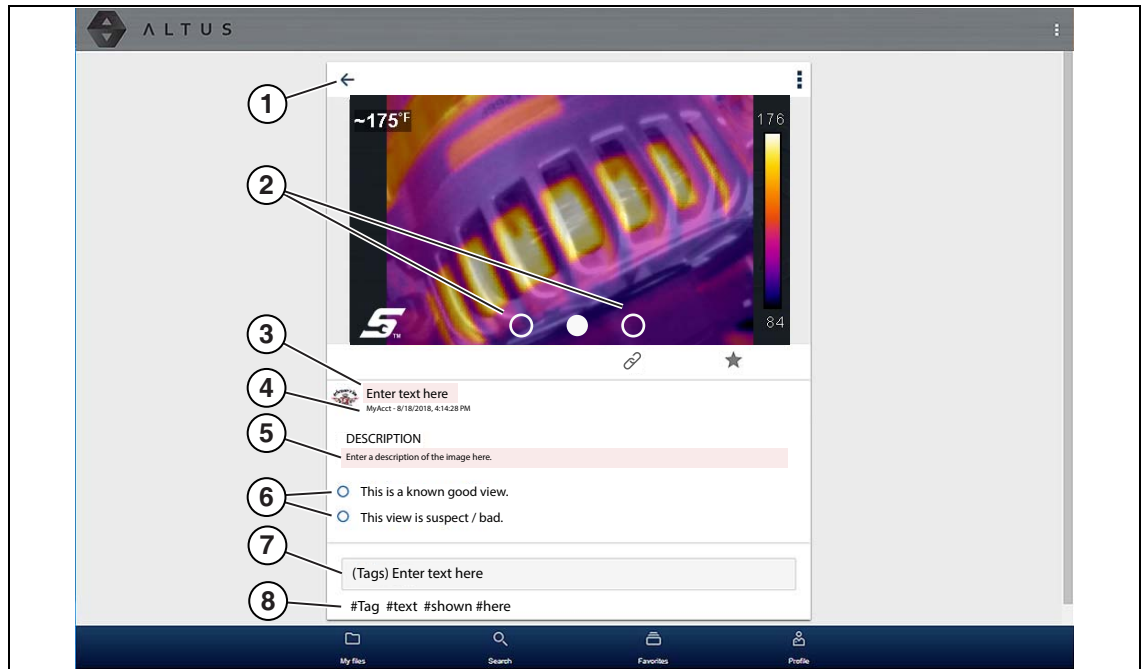 ALTUS
1
~175°F
176
2
84
TM
3
Enter text here
4
MyAcct - 8/18/2018, 4:14:28 PM
DESCRIPTION
5
Enter a description of the image here.
6
This is a known good view.
This view is suspect / bad.
7
(Tags) Enter text here
8
#Tag #text #shown #here
My files Search Favorites Profile